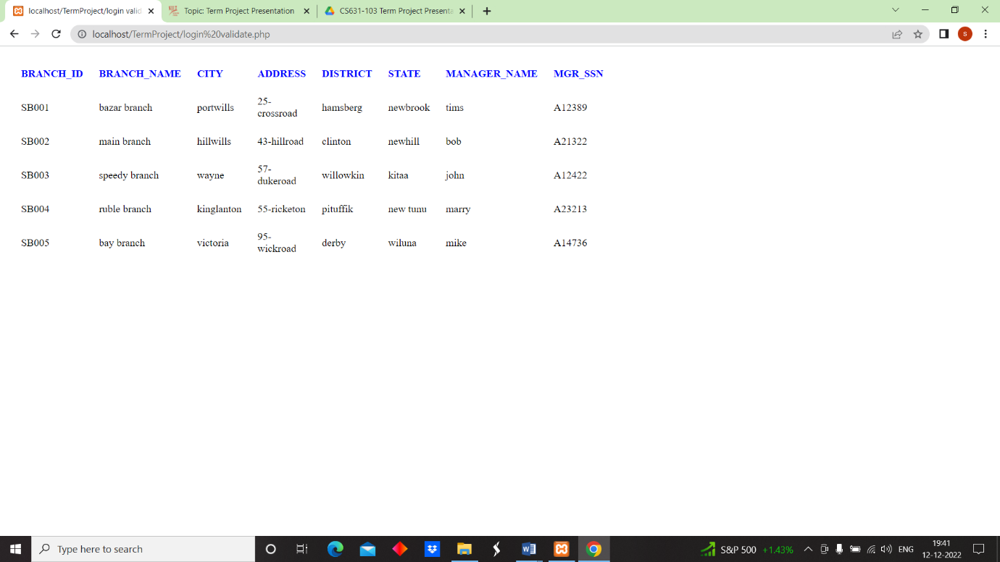 localhost/TermProject/login valid
Topic: Term Project Presentation
CS631-103 Term Project Presenta
localhost/TermProject/login%20validate.php
S
BRANCH_ID BRANCH_NAME CITY ADDRESS DISTRICT STATE MANAGER_NAME MGR_SSN
SB001 bazar branch portwills 25-
crossroad hamsberg newbrook tims A12389
SB002 main branch hillwills 43-hillroad clinton newhill bob A21322
SB003 speedy branch wayne 57-
dukeroad willowkin kitaa john A12422
SB004 ruble branch kinglanton 55-ricketon pituffik new tunu marry A23213
SB005 bay branch victoria 95-
wickroad derby wiluna mike A14736
Type here to search
S&P 500 +1.43%
ENG
19:41
12-12-2022